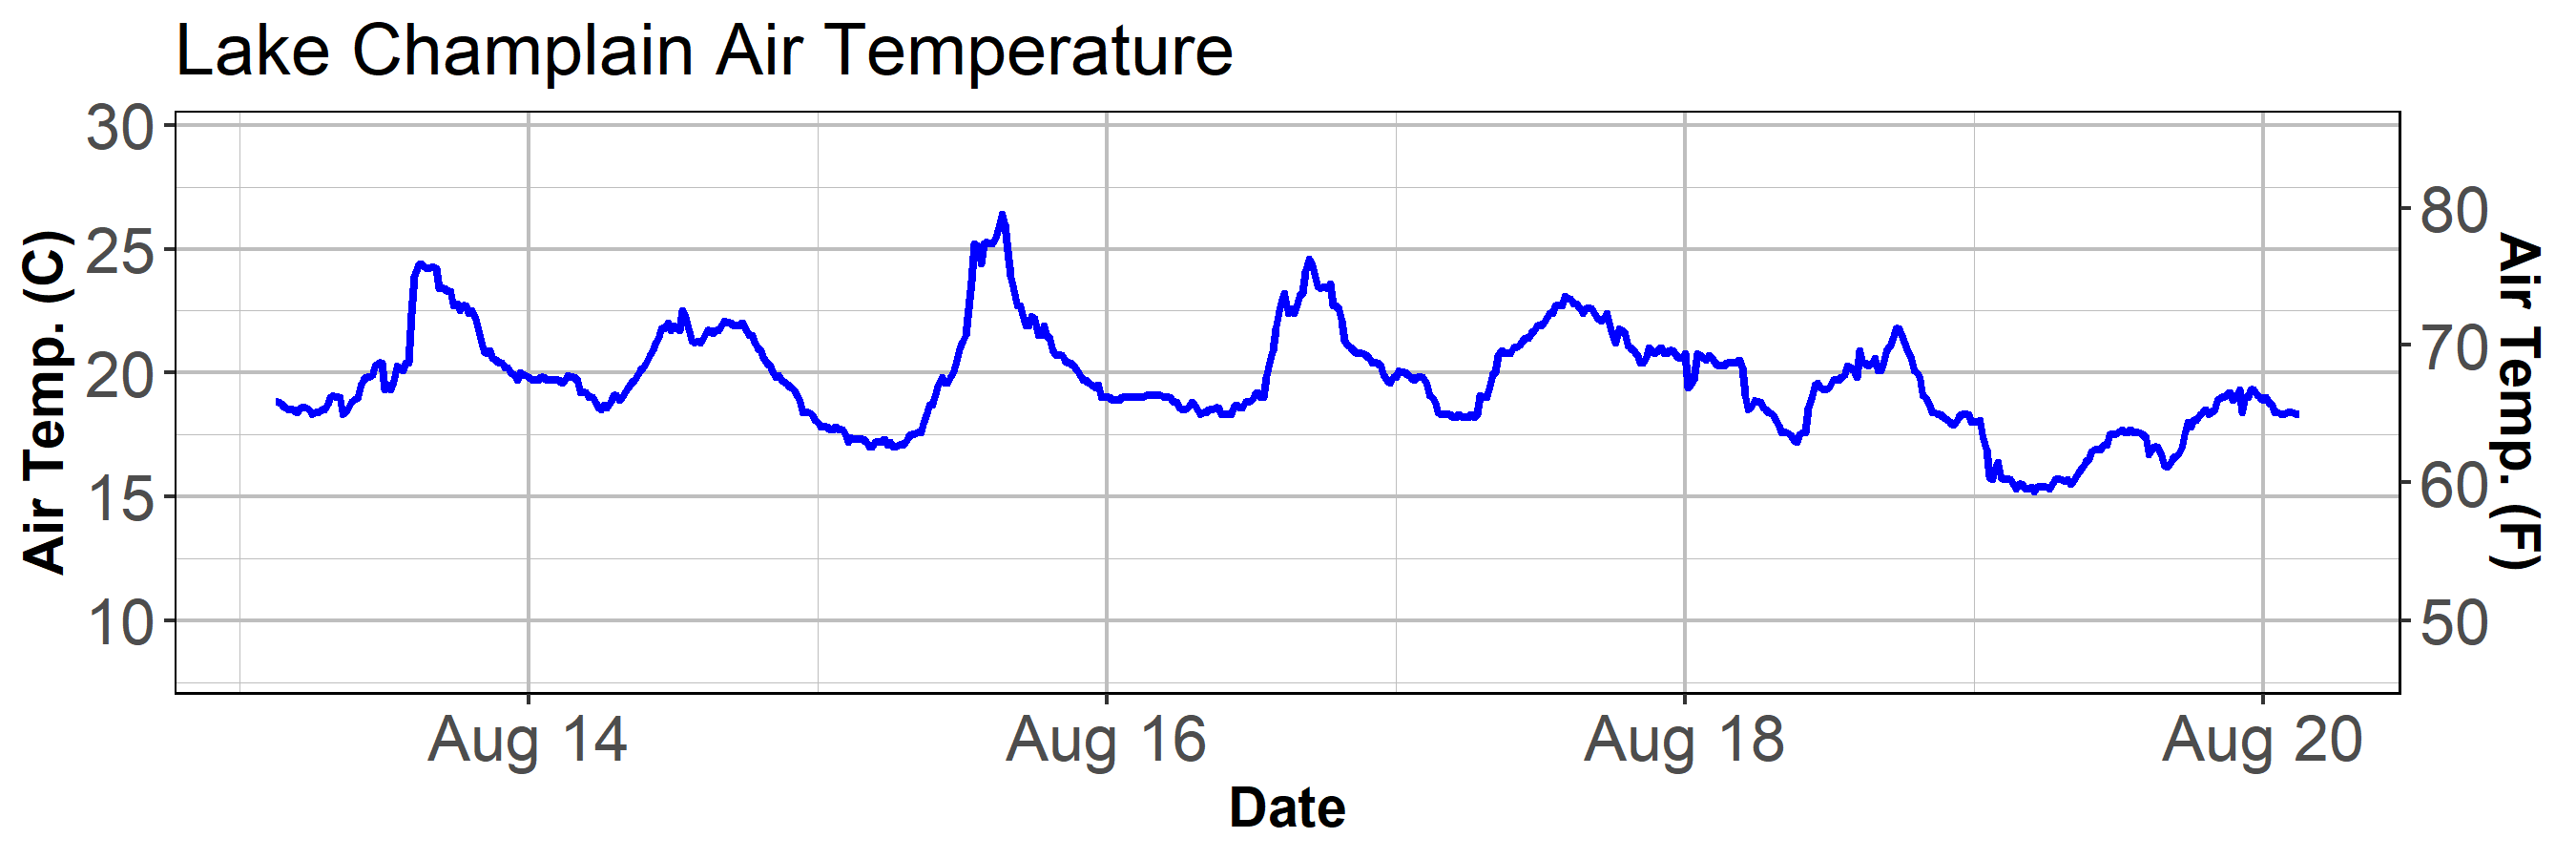 Lake Champlain Air Temperature
30
25
20
15
10
Air Temp. (C)
80
70
60
50
Air Temp. (F)
Aug 14 Aug 16 Aug 18 Aug 20
Date